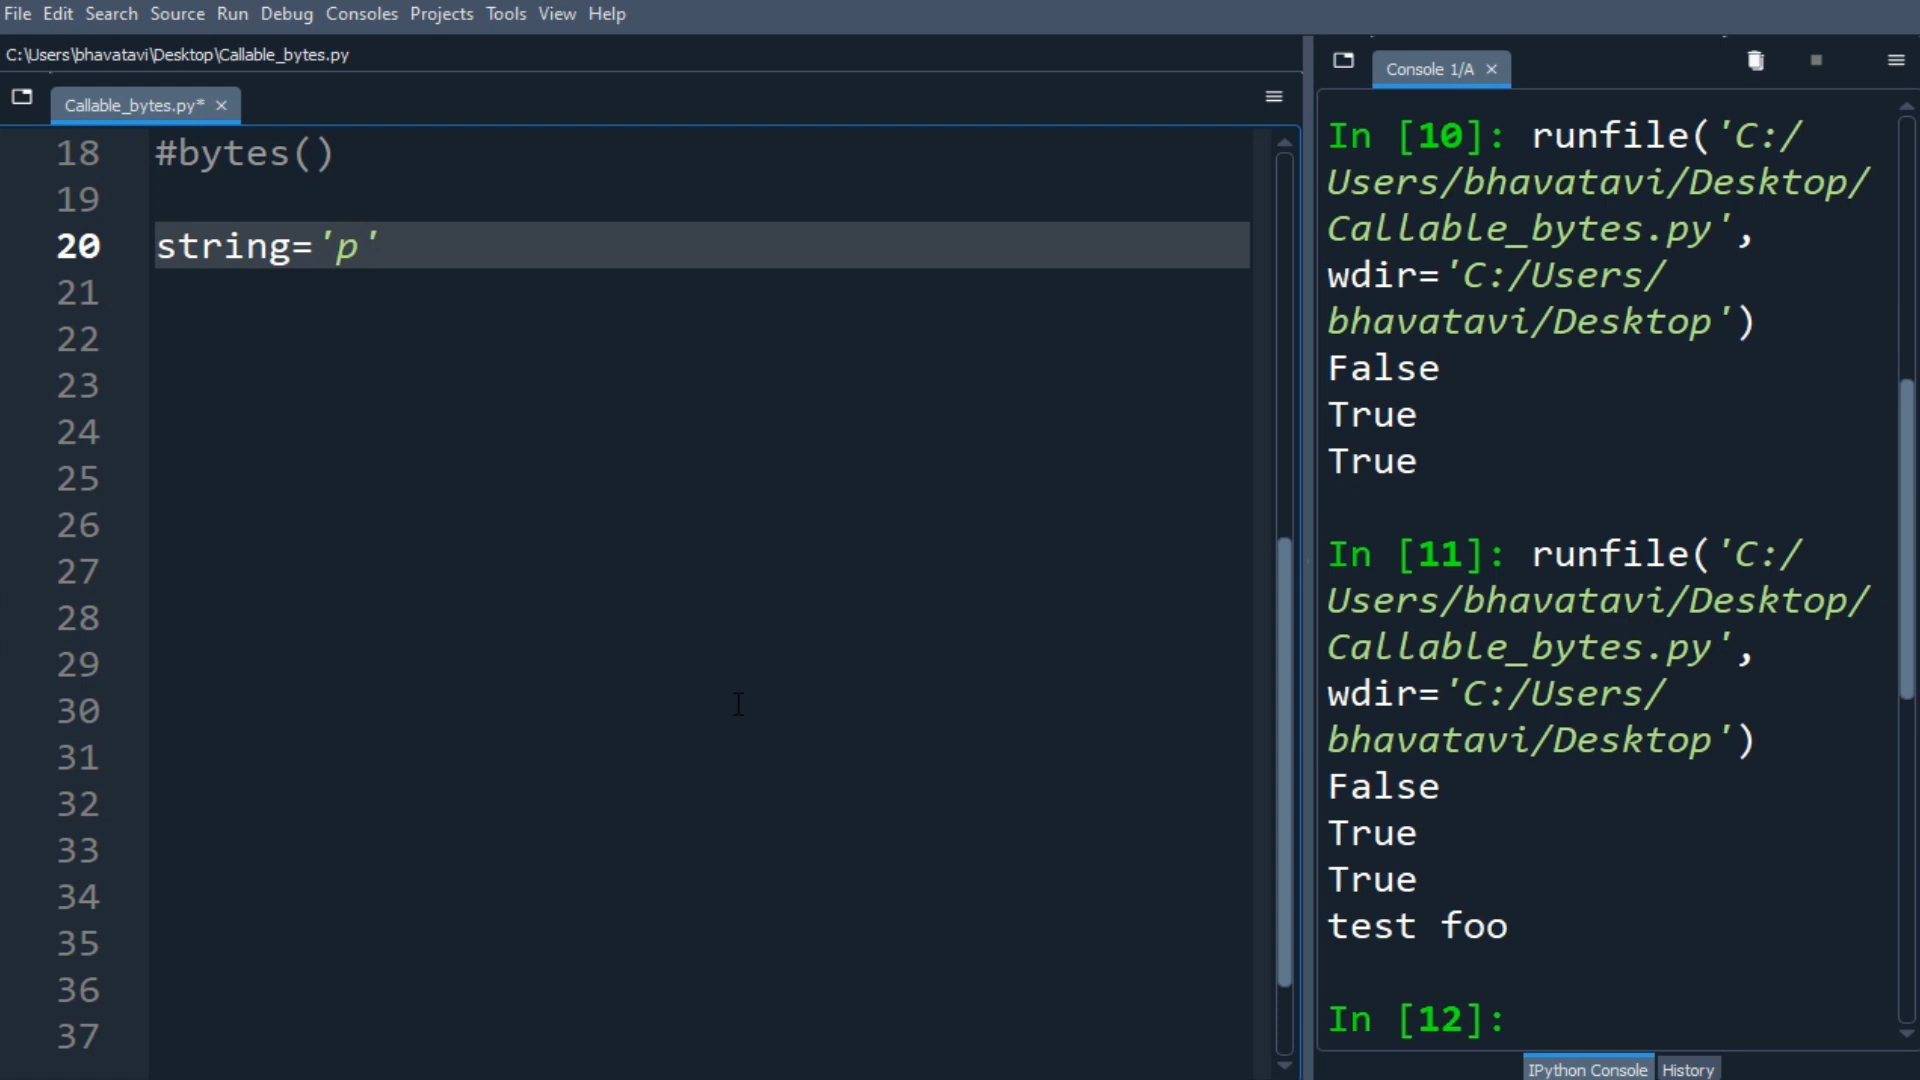 File Edit Search Source Run Debug Consoles Projects Tools View Help
C:\Users\bhavatavi\Desktop\Callable_bytes.py
Callable_bytes.py*
18 #bytes()
19
20 string='p'
21
22
23
24
25
26
27
28
29
30
31
32
33
34
35
36
37
Console 1/A
In [10]: runfile('C:/
Users/bhavatavi/Desktop/
Callable_bytes.py',
wdir='C:/Users/
bhavatavi/Desktop')
False
True
True
In [11]: runfile('C:/
Users/bhavatavi/Desktop/
Callable_bytes.py',
wdir='C:/Users/
bhavatavi/Desktop')
False
True
True
test foo
In [12]:
IPython Console History